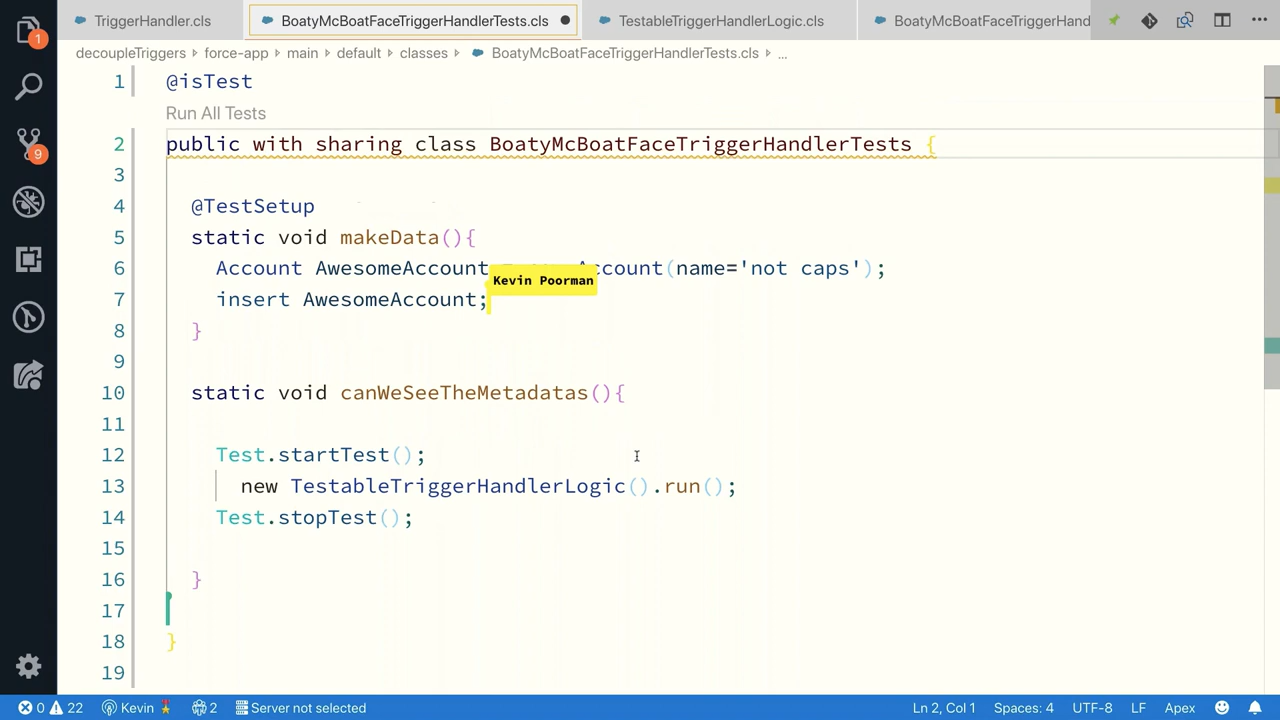 TriggerHandler.cls
BoatyMcBoatFaceTriggerHandlerTests.cls
TestableTriggerHandlerLogic.cls
BoatyMcBoatFaceTriggerHand
1
decoupleTriggers › force-app › main › default › classes › BoatyMcBoatFaceTriggerHandlerTests.cls › ...
1 @isTest
Run All Tests
2 public with sharing class BoatyMcBoatFaceTriggerHandlerTests {
3
4 @TestSetup
5 static void makeData(){
6 Account AwesomeAccount Account(name='not caps');
Kevin Poorman
7 insert AwesomeAccount;
8 }
9
10 static void canWeSeeTheMetadatas(){
11
12 Test.startTest();
13 new TestableTriggerHandlerLogic().run();
14 Test.stopTest();
15
16 }
17
18 }
19
9
0 22 Kevin 2 Server not selected Ln 2, Col 1 Spaces: 4 UTF-8 LF Apex